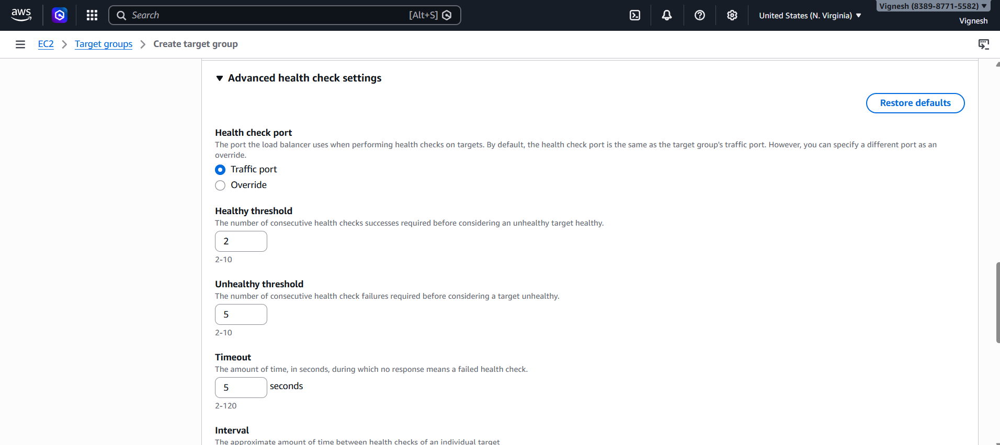 aws
Search
[Alt+S]
United States (N. Virginia)
Vignesh (8389-8771-5582)
Vignesh
EC2
Target groups
Create target group
Advanced health check settings
Restore defaults
Health check port
The port the load balancer uses when performing health checks on targets. By default, the health check port is the same as the target group's traffic port. However, you can specify a different port as an
override.
Traffic port
Override
Healthy threshold
The number of consecutive health checks successes required before considering an unhealthy target healthy.
2
2-10
Unhealthy threshold
The number of consecutive health check failures required before considering a target unhealthy.
5
2-10
Timeout
The amount of time, in seconds, during which no response means a failed health check.
5 seconds
2-120
Interval
The approximate amount of time between health checks of an individual target